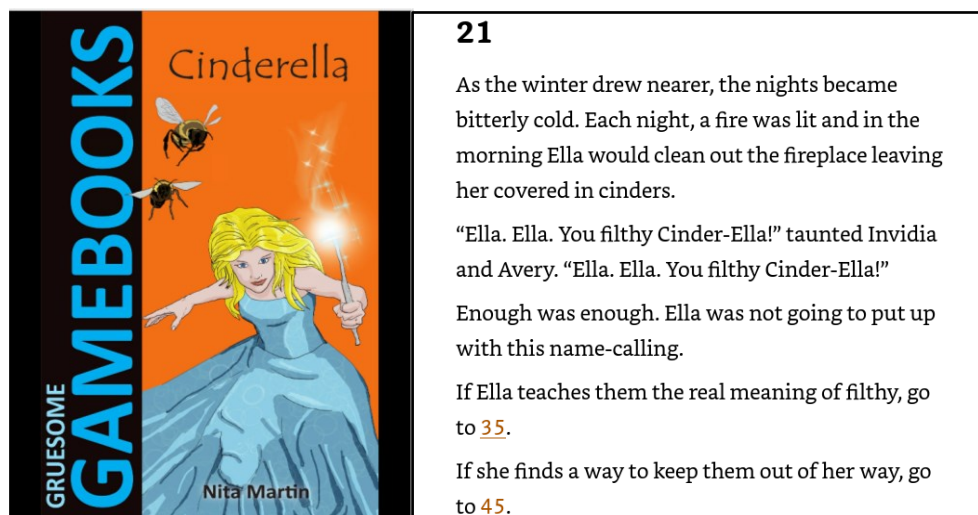 GRUESOME
GAMEBOOKS
Cinderella
Nita Martin
21
As the winter drew nearer, the nights became
bitterly cold. Each night, a fire was lit and in the
morning Ella would clean out the fireplace leaving
her covered in cinders.
“Ella. Ella. You filthy Cinder-Ella!” taunted Invidia
and Avery. “Ella. Ella. You filthy Cinder-Ella!”
Enough was enough. Ella was not going to put up
with this name-calling.
If Ella teaches them the real meaning of filthy, go
to 35.
If she finds a way to keep them out of her way, go
to 45.